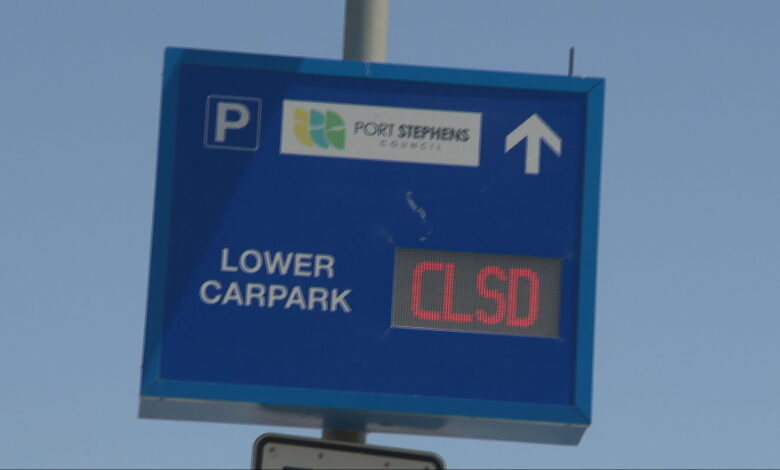 P
PORT STEPHENS
COUNCIL
LOWER
CARPARK
CLSD